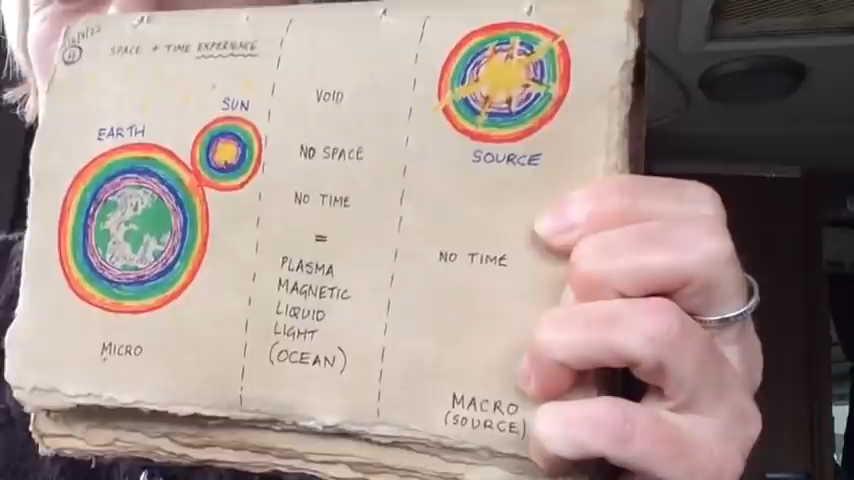 SPACE + TIME EXPERIENCE
SUN
EARTH
MICRO
VOID
NO SPACE
NO TIME
=
PLASMA
MAGNETIC
LIQUID
LIGHT
(OCEAN)
SOURCE
NO TIME
MACRO
(SOURCE)